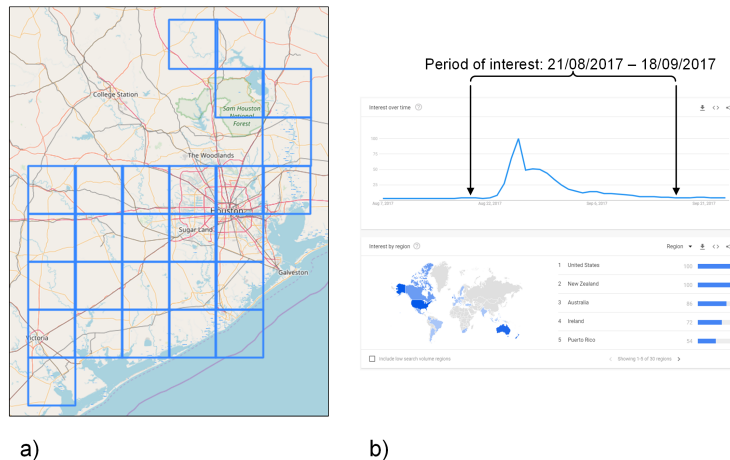 College Station
Sam Houston
National
Forest
The Woodlands
Houston
Sugar Land
Galveston
Victoria
a)
Period of interest: 21/08/2017 – 18/09/2017
Interest over time
100
75
50
25
Aug 7, 2017
Aug 22, 2017
Sep 6, 2017
Sep 21, 2017
Interest by region
Region
1 United States 100
2 New Zealand 100
3 Australia 86
4 Ireland 72
5 Puerto Rico 54
Include low search volume regions
Showing 1-5 of 30 regions
b)